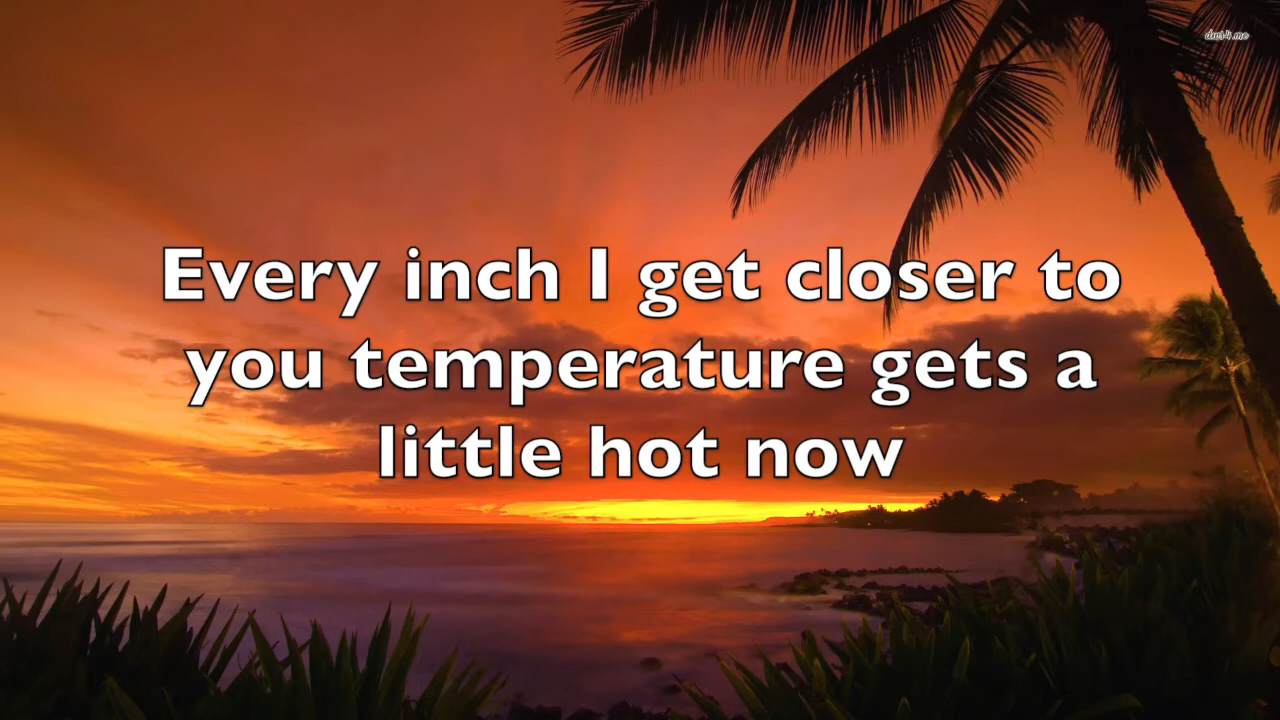 Every inch I get closer to
you temperature gets a
little hot now